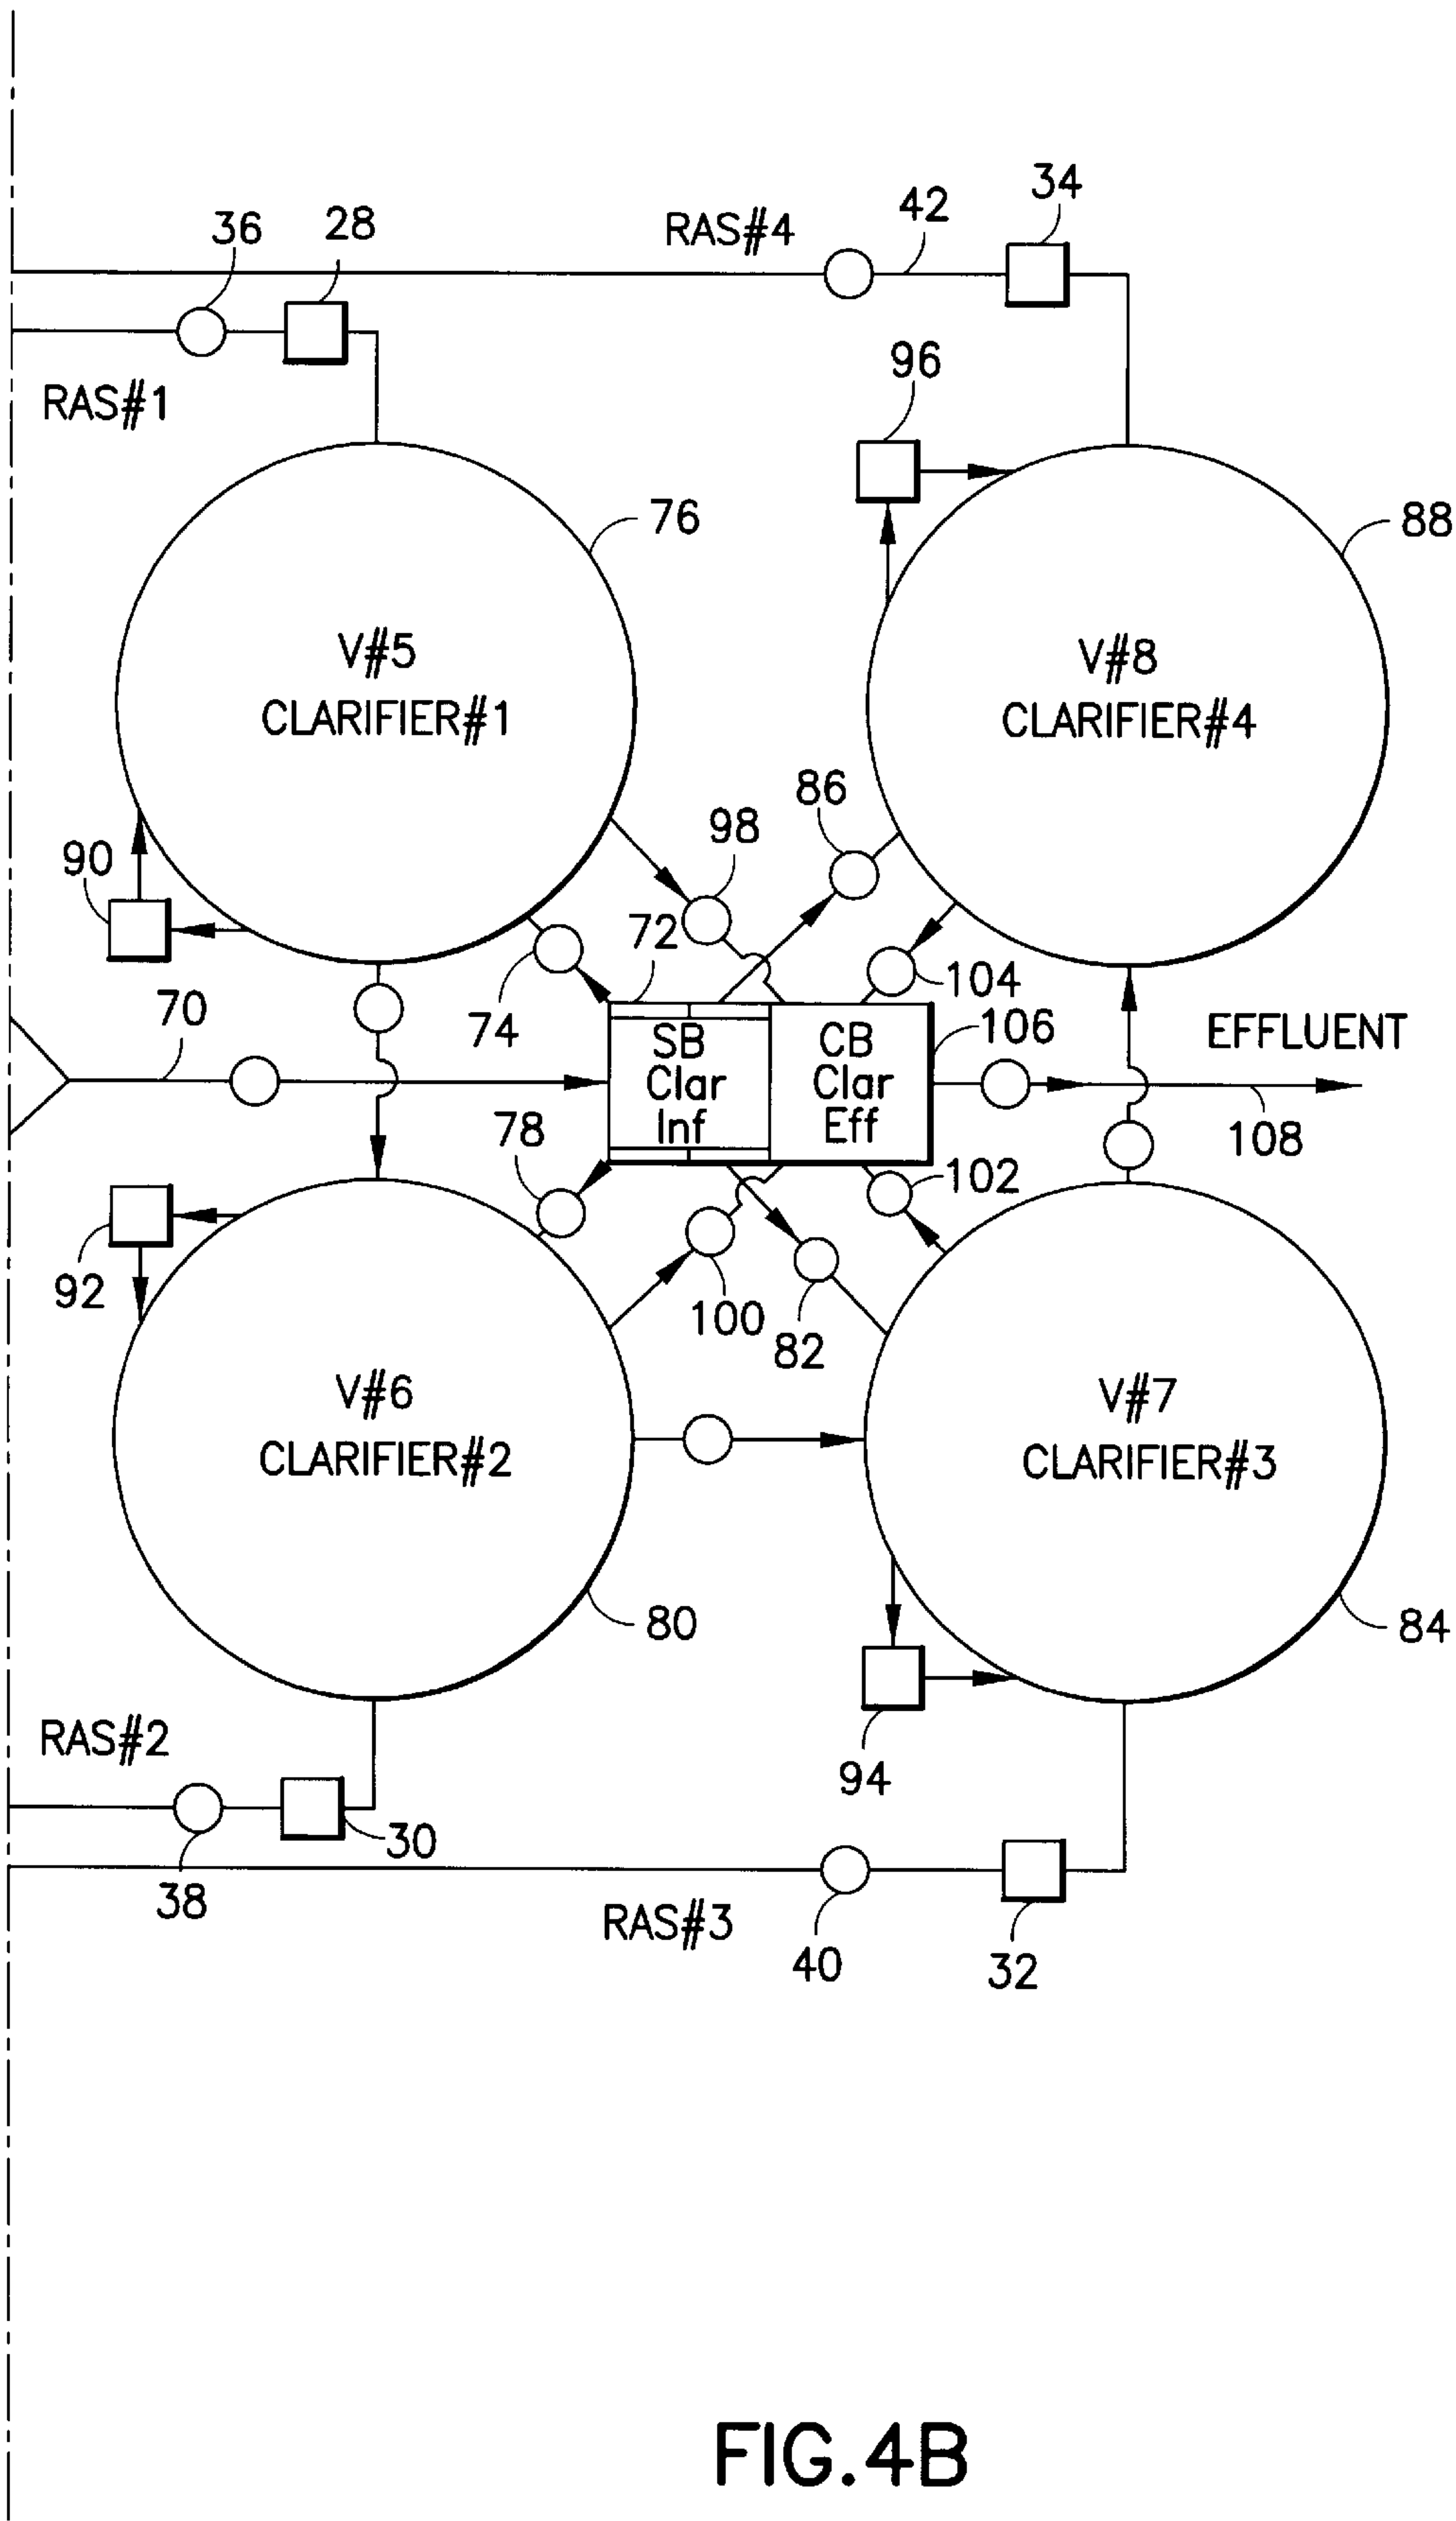 34
42
RAS#4
28
36
96
RAS#1
76
88
V#5
CLARIFIER#1
V#8
CLARIFIER#4
86
98
90
72
70
74
104
106
EFFLUENT
SB
Clar
Inf
CB
Clar
Eff
78
108
102
92
100
82
V#6
CLARIFIER#2
V#7
CLARIFIER#3
80
84
RAS#2
94
30
38
RAS#3
40
32
FIG.4B